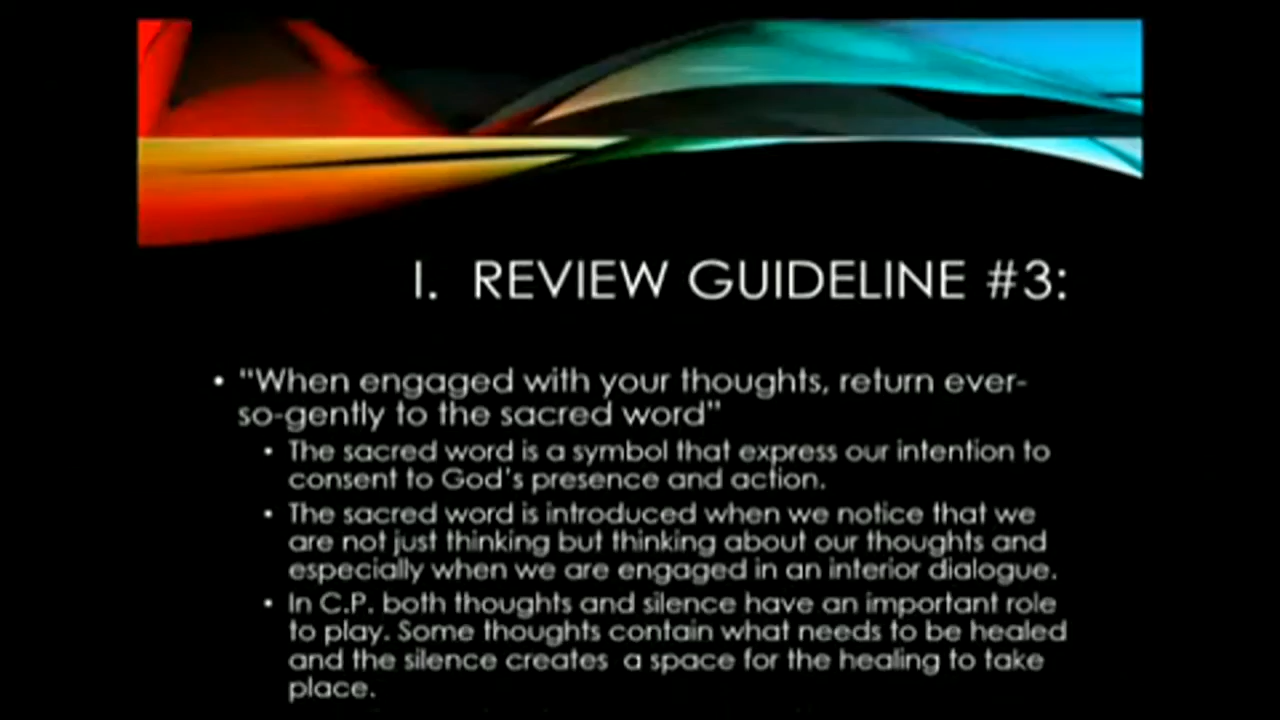 I. REVIEW GUIDELINE #3:
• "When engaged with your thoughts, return ever-
so-gently to the sacred word"
• The sacred word is a symbol that express our intention to
consent to God's presence and action.
• The sacred word is introduced when we notice that we
are not just thinking but thinking about our thoughts and
especially when we are engaged in an interior dialogue.
• In C.P. both thoughts and silence have an important role
to play. Some thoughts contain what needs to be healed
and the silence creates a space for the healing to take
place.